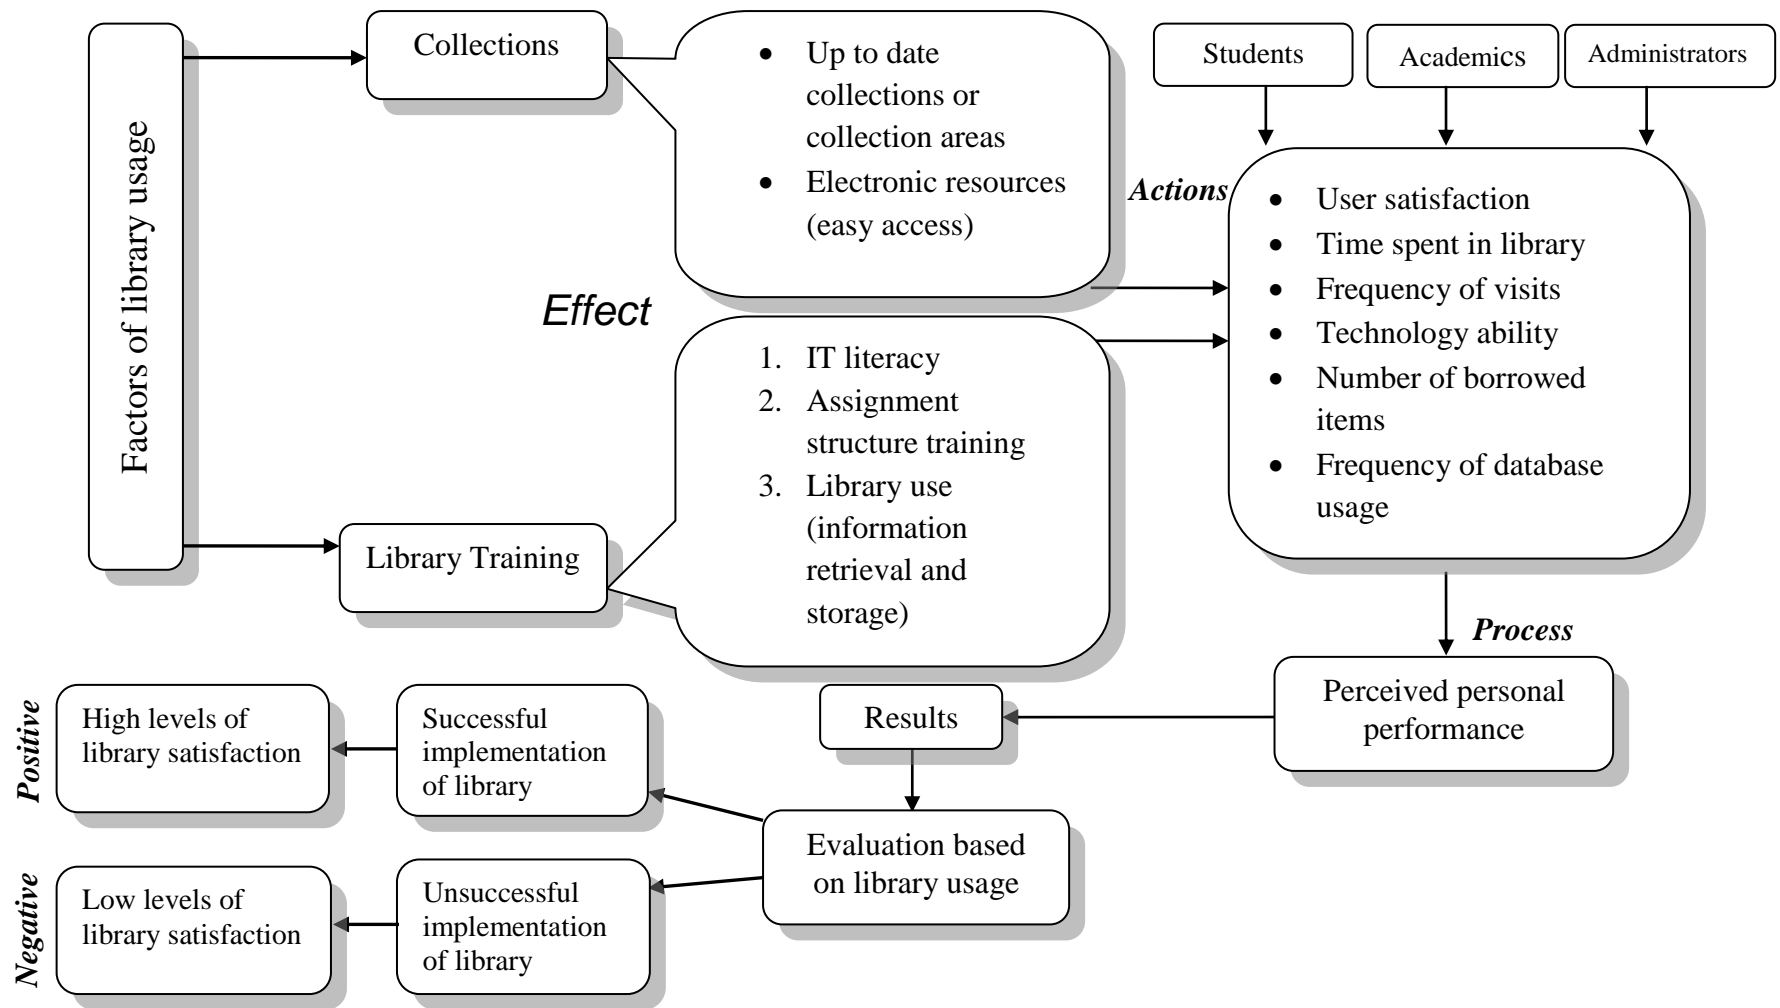 Factors of library usage
Collections
• Up to date
collections or
collection areas
• Electronic resources
(easy access)
Effect
Library Training
1. IT literacy
2. Assignment
structure training
3. Library use
(information
retrieval and
storage)
Students
Academics
Administrators
Actions
• User satisfaction
• Time spent in library
• Frequency of visits
• Technology ability
• Number of borrowed
items
• Frequency of database
usage
Process
Perceived personal
performance
Results
Evaluation based
on library usage
Positive
Successful
implementation
of library
High levels of
library satisfaction
Negative
Unsuccessful
implementation
of library
Low levels of
library satisfaction